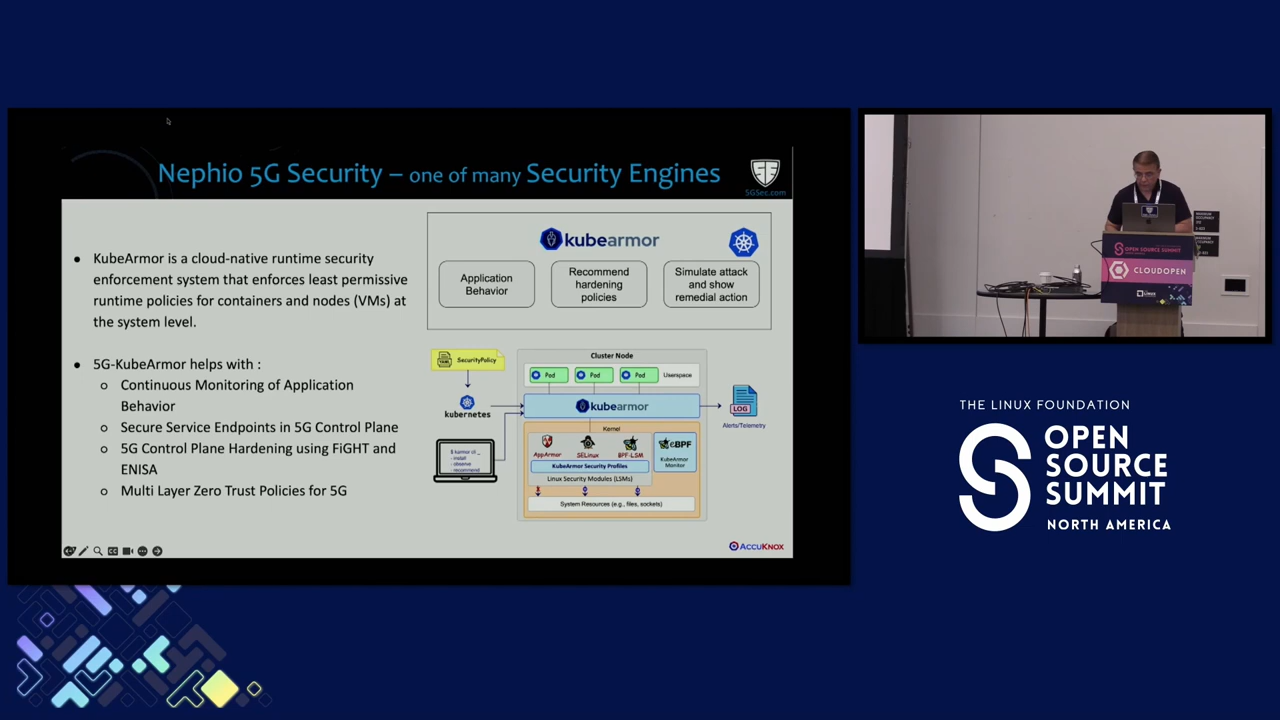 Nephio 5G Security – one of many Security Engines
5GSec.com
• KubeArmor is a cloud-native runtime security
enforcement system that enforces least permissive
runtime policies for containers and nodes (VMs) at
the system level.
• 5G-KubeArmor helps with :
o Continuous Monitoring of Application
Behavior
o Secure Service Endpoints in 5G Control Plane
o 5G Control Plane Hardening using FiGHT and
ENISA
o Multi Layer Zero Trust Policies for 5G
kubearmor
Application
Behavior
Recommend
hardening
policies
Simulate attack
and show
remedial action
YAML
SecurityPolicy
kubernetes
$ karmor cli _
- install
- observe
- recommend
Cluster Node
Pod
Pod
Pod
Userspace
kubearmor
LOG
Alerts/Telemetry
Kernel
AppArmor
SELinux
BPF-LSM
eBPF
KubeArmor
Monitor
KubeArmor Security Profiles
Linux Security Modules (LSMs)
System Resources (e.g., files, sockets)
ACCUKNOX
OPEN SOURCE SUMMIT
CLOUDOPEN
THE LINUX FOUNDATION
OPEN
SOURCE
SUMMIT
NORTH AMERICA